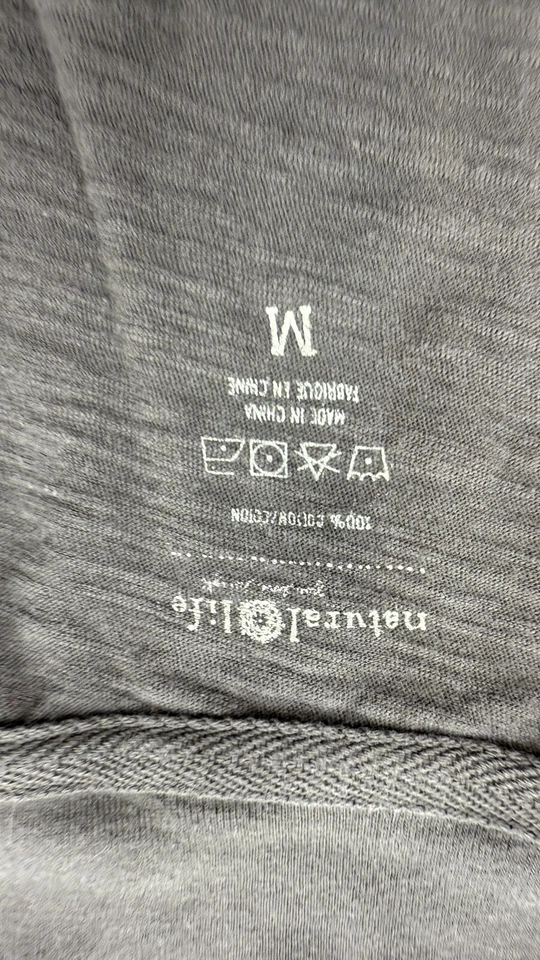 natural life
100% COTTON/COTON
MADE IN CHINA
FABRIQUE EN CHINE
M